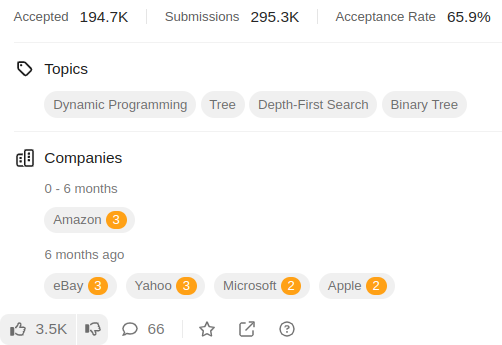 Accepted 194.7K Submissions 295.3K Acceptance Rate 65.9%
Topics
Dynamic Programming Tree Depth-First Search Binary Tree
Companies
0 - 6 months
Amazon 3
6 months ago
eBay 3 Yahoo 3 Microsoft 2 Apple 2
3.5K 66